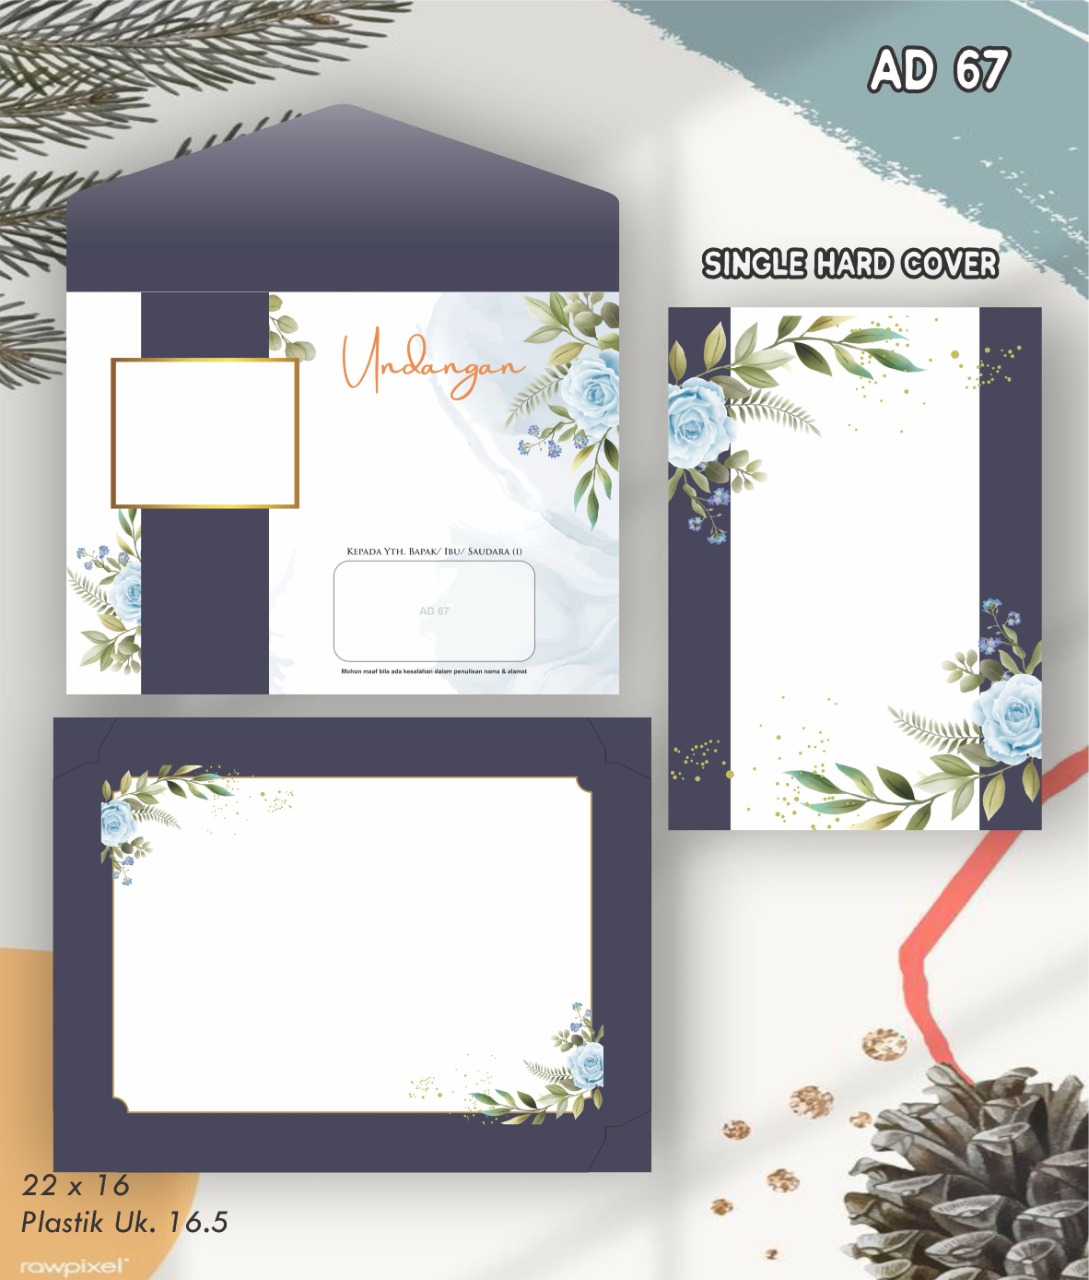 AD 67
SINGLE HARD COVER
Undangan
KEPADA YTH. BAPAK/ IBU/ SAUDARA (I)
AD 67
Mohon maaf bila ada kesalahan dalam penulisan nama & alamat
22 x 16
Plastik Uk. 16.5
rawpixel